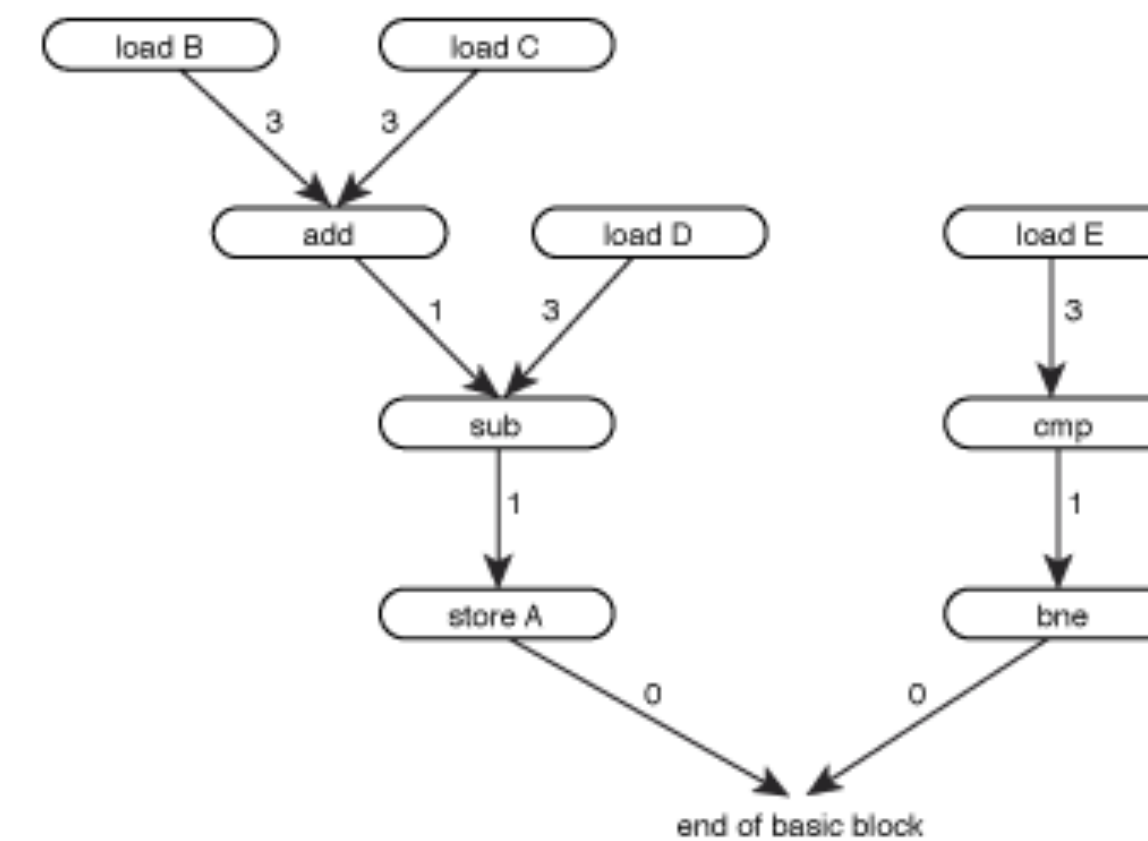 load B
load C
3
3
add
load D
load E
1
3
3
sub
cmp
1
1
store A
bne
0
0
end of basic block